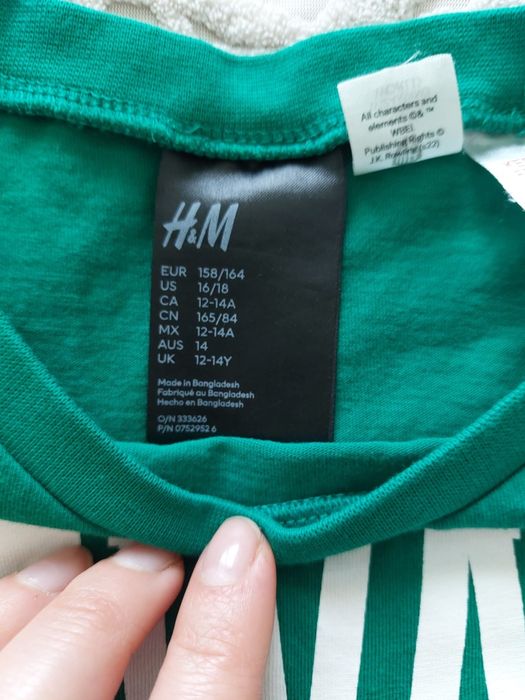 All characters and
elements ©& ™
WBEI.
Publishing Rights ©
J.K. Rowling (s22)
H&M
EUR 158/164
US 16/18
CA 12-14A
CN 165/84
MX 12-14A
AUS 14
UK 12-14Y
Made in Bangladesh
Fabriqué au Bangladesh
Hecho en Bangladesh
O/N 333626
P/N 0752952 6